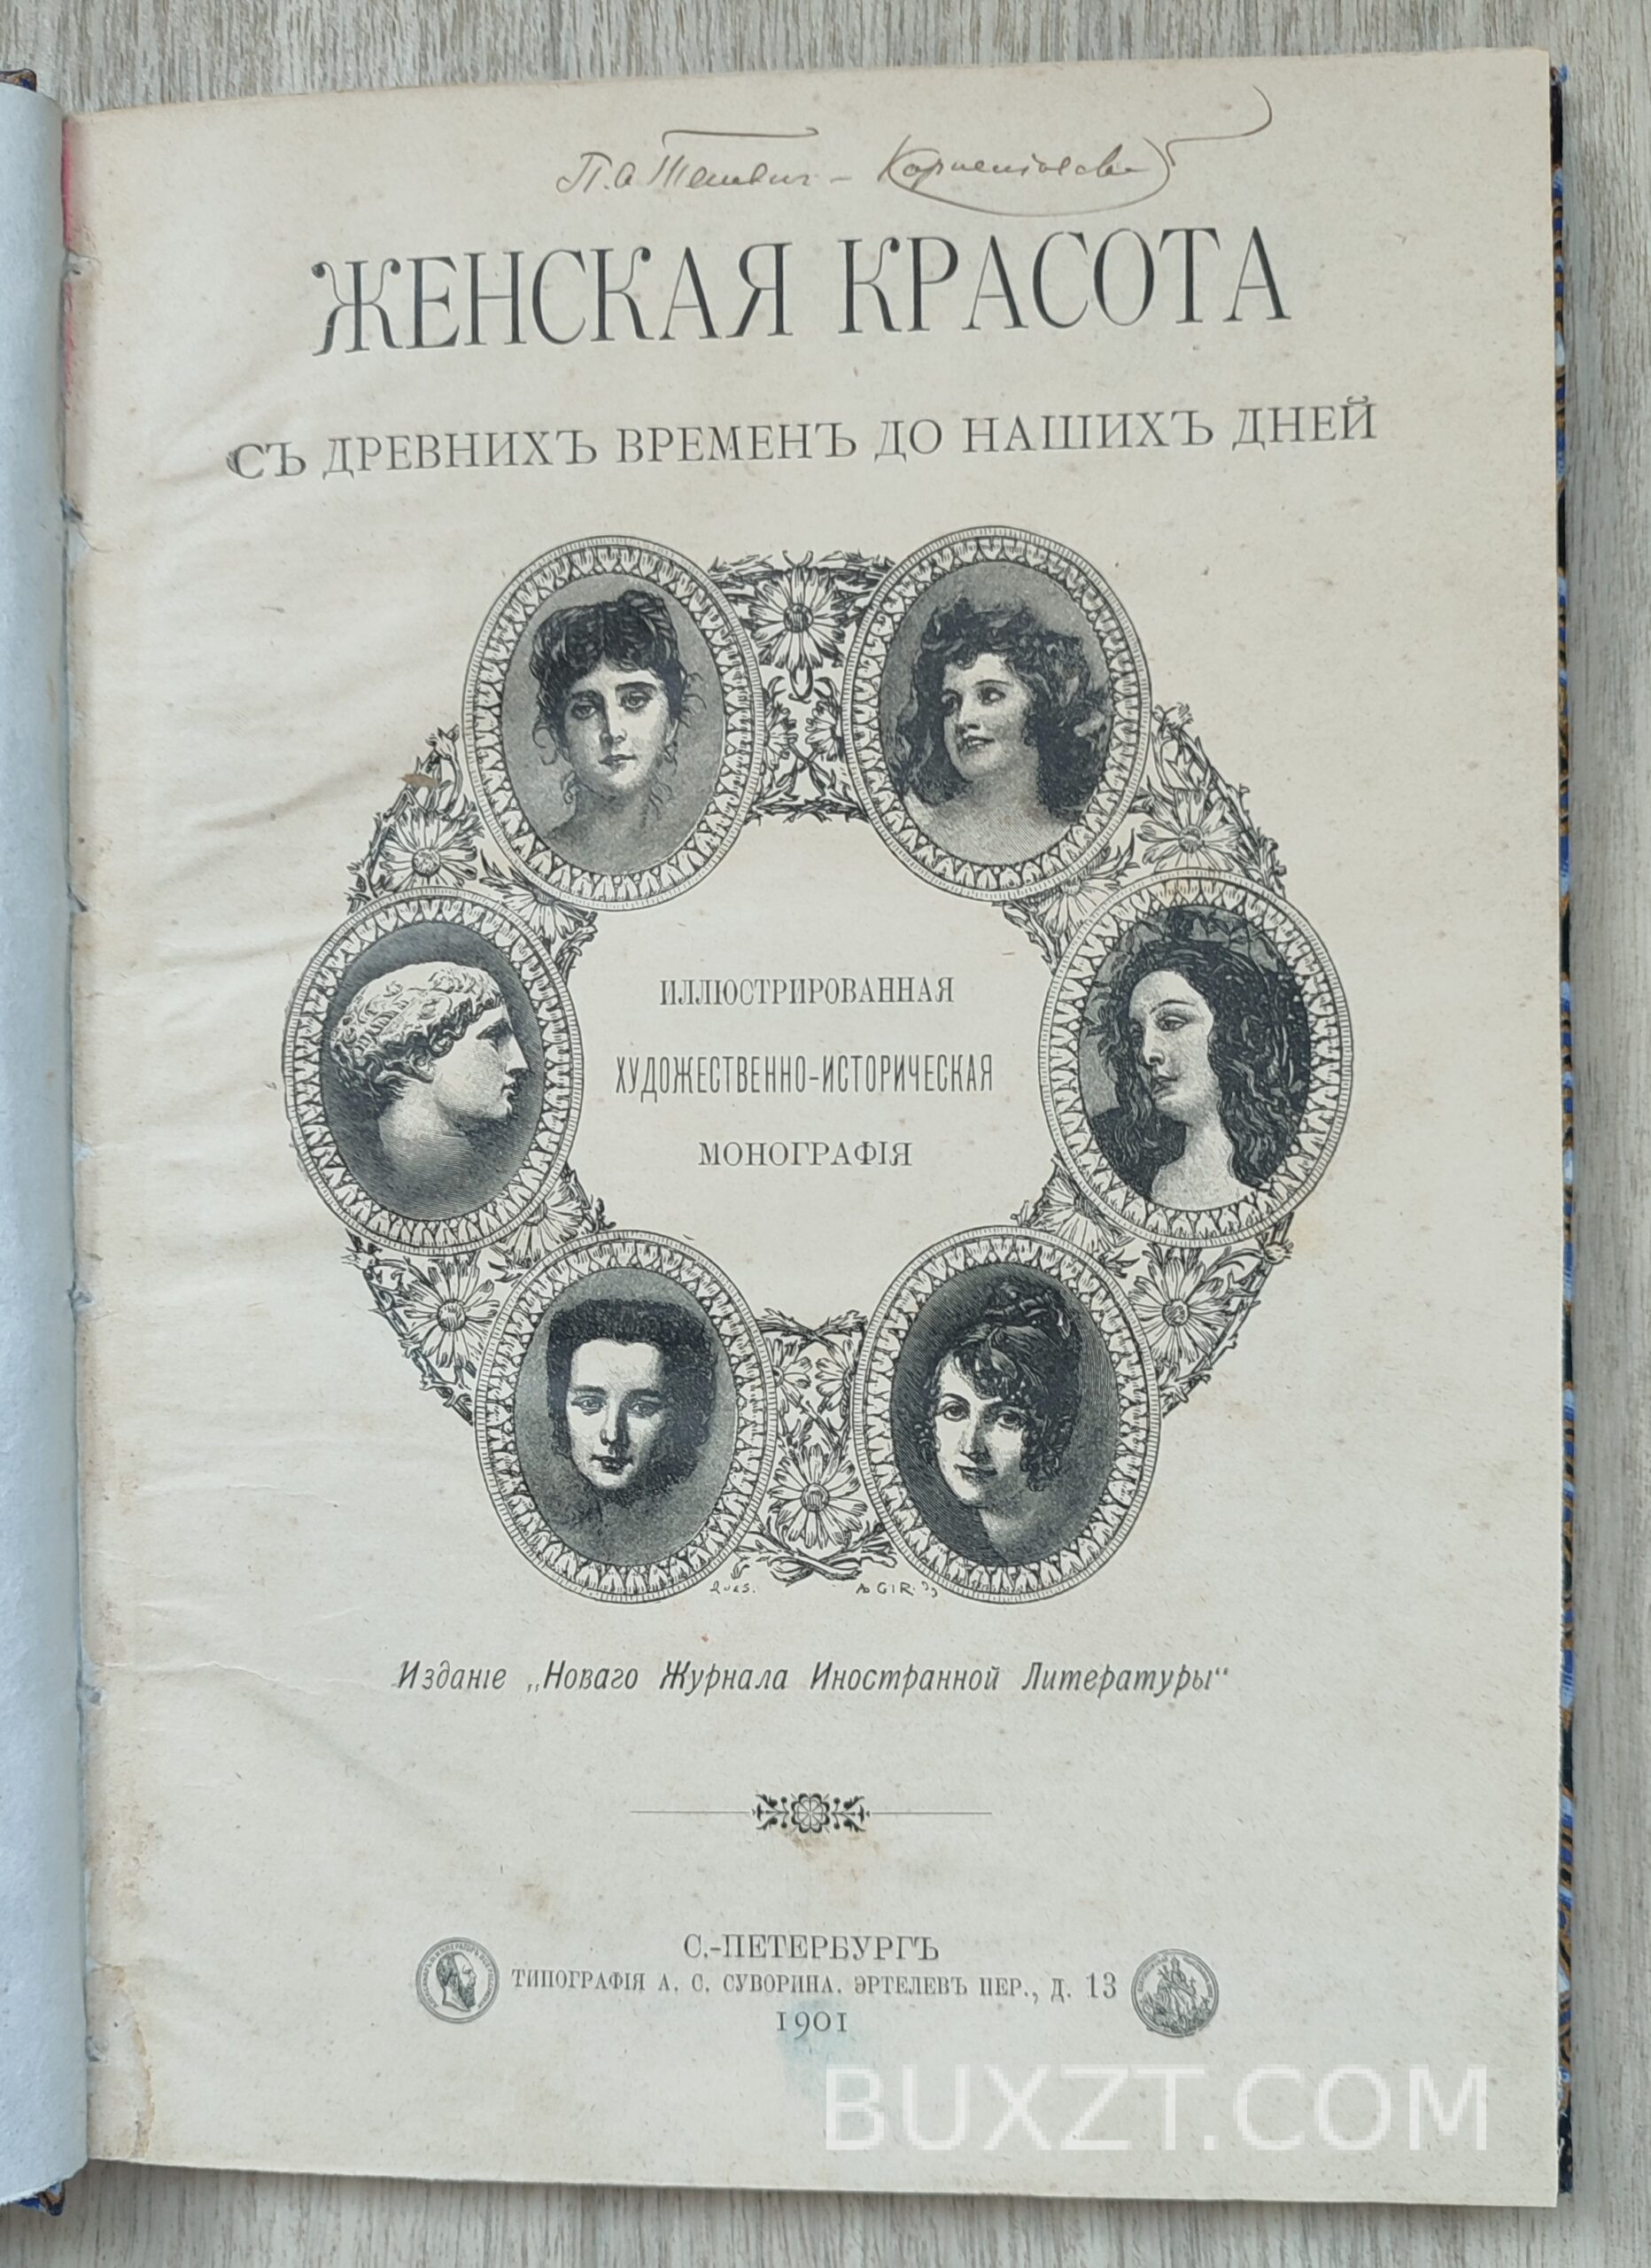 П. А.
ЖЕНСКАЯ КРАСОТА
СЪ ДРЕВНИХЪ ВРЕМЕНЪ ДО НАШИХЪ ДНЕЙ
ИЛЛЮСТРИРОВАННАЯ
ХУДОЖЕСТВЕННО-ИСТОРИЧЕСКАЯ
МОНОГРАФІЯ
Изданіе „Новаго Журнала Иностранной Литературы“
С.-ПЕТЕРБУРГЪ
ТИПОГРАФІЯ А. С. СУВОРИНА. ЭРТЕЛЕВЪ ПЕР., Д. 13
1901
BUXZT.COM